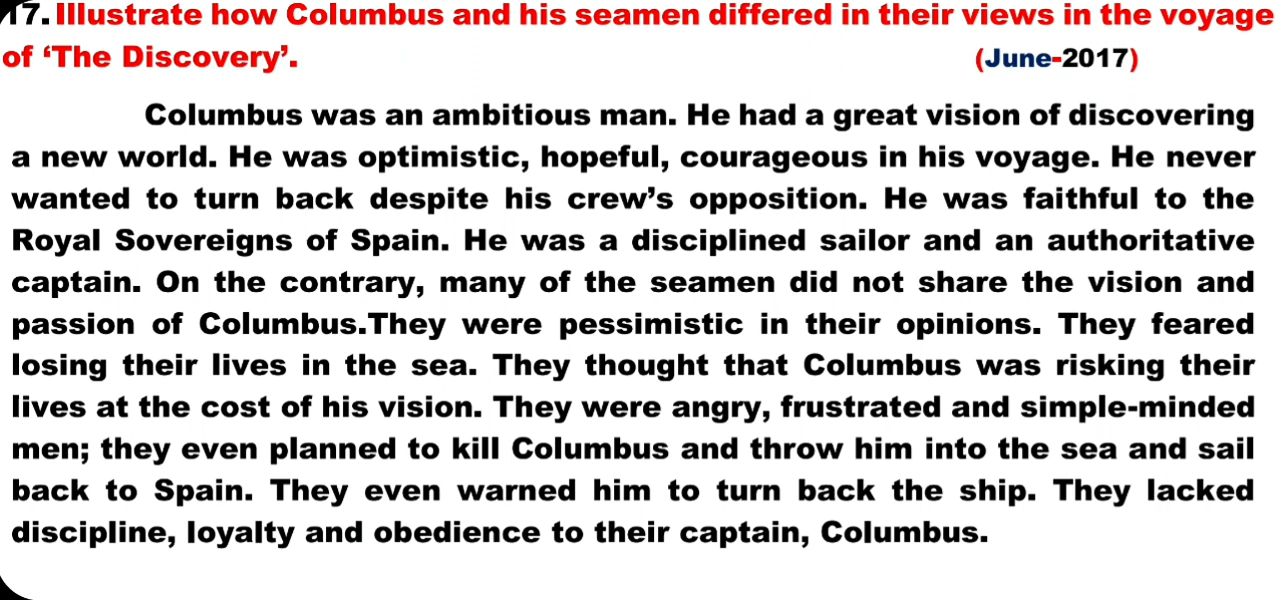 17. Illustrate how Columbus and his seamen differed in their views in the voyage
of ‘The Discovery’. (June-2017)
Columbus was an ambitious man. He had a great vision of discovering
a new world. He was optimistic, hopeful, courageous in his voyage. He never
wanted to turn back despite his crew’s opposition. He was faithful to the
Royal Sovereigns of Spain. He was a disciplined sailor and an authoritative
captain. On the contrary, many of the seamen did not share the vision and
passion of Columbus.They were pessimistic in their opinions. They feared
losing their lives in the sea. They thought that Columbus was risking their
lives at the cost of his vision. They were angry, frustrated and simple-minded
men; they even planned to kill Columbus and throw him into the sea and sail
back to Spain. They even warned him to turn back the ship. They lacked
discipline, loyalty and obedience to their captain, Columbus.